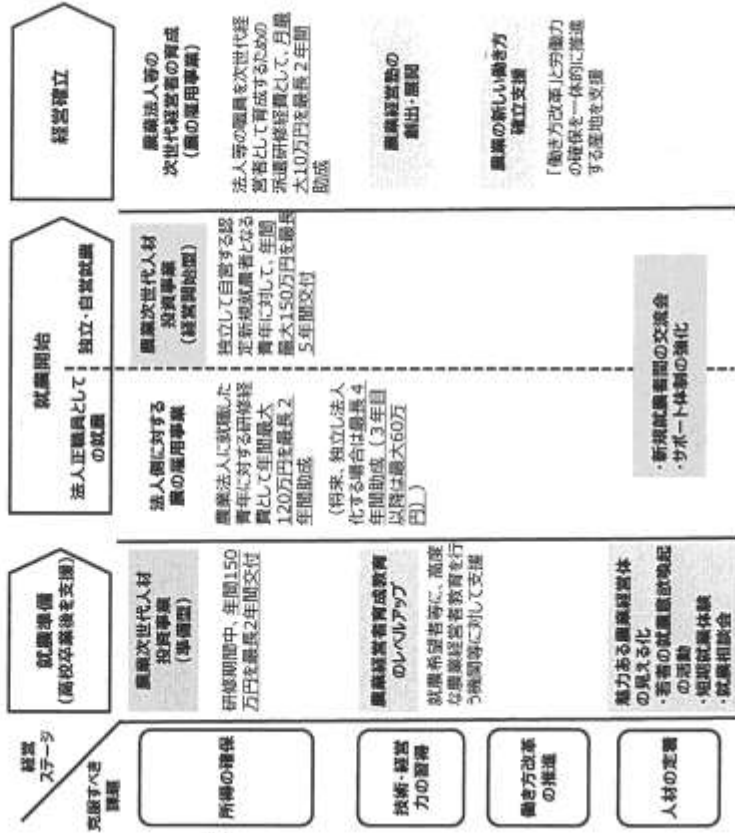 経営
ステージ
克服すべき
課題
就農準備
(高校卒業後を支援)
就農開始
法人正職員として
の就農
独立・自営就農
経営確立
所得の確保
農業次世代人材
投資事業
(準備型)
研修期間中、年間150
万円を最長2年間交付
法人側に対する
農の雇用事業
農業法人に就職した
青年に対する研修経
費として年間最大
120万円を最長2
年間助成
(将来、独立し法人
化する場合は最長4
年間助成(3年目
以降は最大60万
円))
農業次世代人材
投資事業
(経営開始型)
独立して自営する認
定新規就農者となる
青年に対して、年間
最大150万円を最長
5年間交付
農業法人等の
次世代経営者の育成
(農の雇用事業)
法人等の職員を次世代経
営者として育成するための
派遣研修経費として、月最
大10万円を最長2年間
助成
技術・経営
力の習得
農業経営者育成教育
のレベルアップ
就農希望者等に、高度
な農業経営者教育を行
う機関等に対して支援
農業経営塾の
創出・展開
働き方改革
の推進
農業の新しい働き方
確立支援
「働き方改革」と労働力
の確保を一体的に推進
する産地を支援
人材の定着
魅力ある農業経営体
の見える化
・若者の就農意欲喚起
の活動
・短期就業体験
・就農相談会
・新規就農者間の交流会
・サポート体制の強化